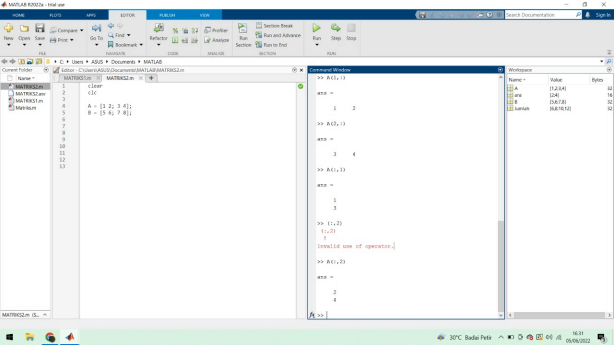 MATLAB R2022a - trial use
HOME PLOTS APPS EDITOR PUBLISH VIEW
Search Documentation
Sign In
New Open Save
Compare
Print
Go To
Find
Bookmark
Refactor
Profiler
Analyze
Run Section
Section Break
Run and Advance
Run to End
Run Step Stop
FILE NAVIGATE CODE ANALYZE SECTION RUN
C: Users ASUS Documents MATLAB
Current Folder
Name
MATRIKS2.m
MATRIKS2.asv
MATRIKS1.m
Matriks.m
MATRIKS2.m (S...
Editor - C:\Users\ASUS\Documents\MATLAB\MATRIKS2.m
MATRIKS1.m MATRIKS2.m
1 clear
2 clc
3
4 A = [1 2; 3 4];
5 B = [5 6; 7 8];
6
7
8
9
10
11
12
13
Command Window
>> A(1,:)
ans =
1 2
>> A(2,:)
ans =
3 4
>> A(:,1)
ans =
1
3
>> (:,2)
(:,2)
↑
Invalid use of operator.
>> A(:,2)
ans =
2
4
fx >>
Workspace
Name Value Bytes
A [1,2;3,4] 32
ans [2;4] 16
B [5,6;7,8] 32
Jumlah [6,8;10,12] 32
30°C Badai Petir
16.31
05/06/2022